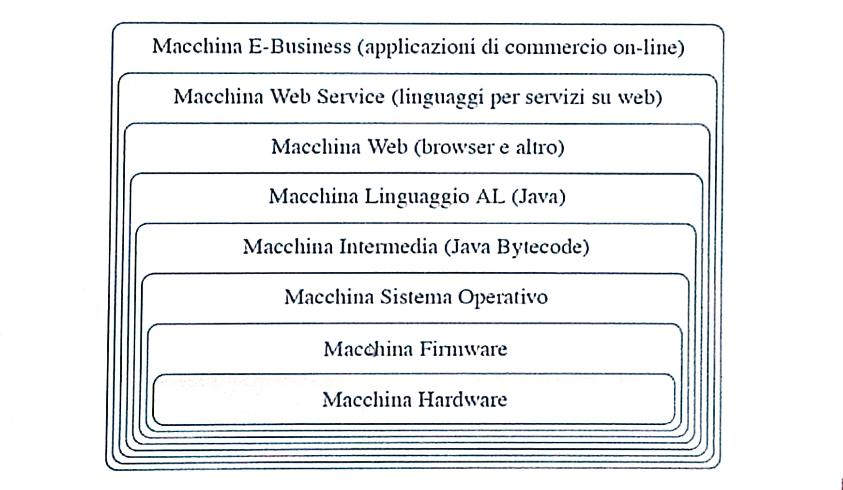 Macchina E-Business (applicazioni di commercio on-line)
Macchina Web Service (linguaggi per servizi su web)
Macchina Web (browser e altro)
Macchina Linguaggio AL (Java)
Macchina Intermedia (Java Bytecode)
Macchina Sistema Operativo
Macchina Firmware
Macchina Hardware